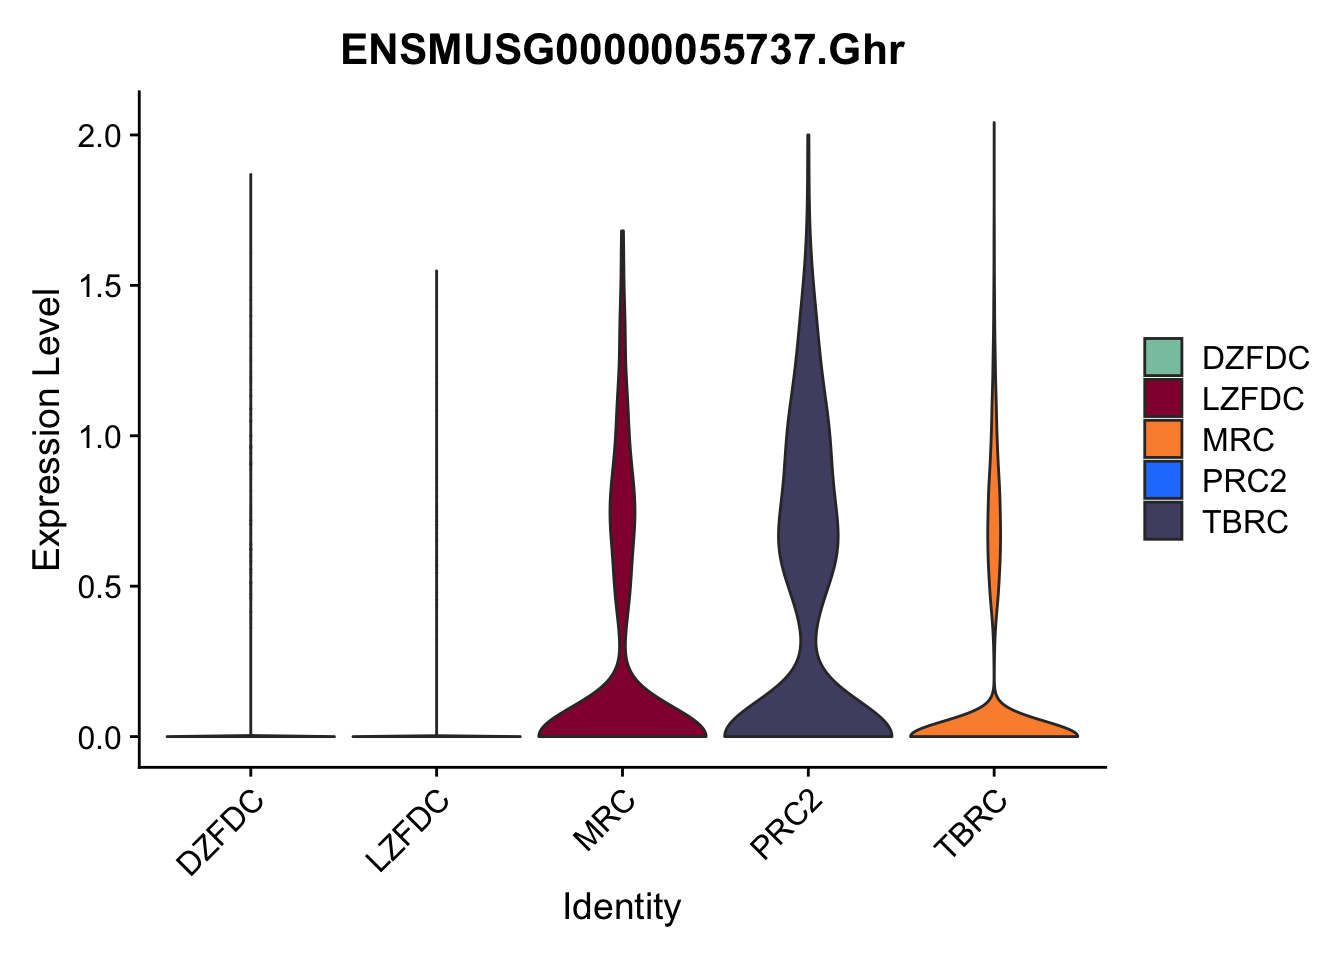 ENSMUSG00000055737.Ghr
Expression Level
2.0
1.5
1.0
0.5
0.0
DZFDC
LZFDC
MRC
PRC2
TBRC
Identity
DZFDC
LZFDC
MRC
PRC2
TBRC